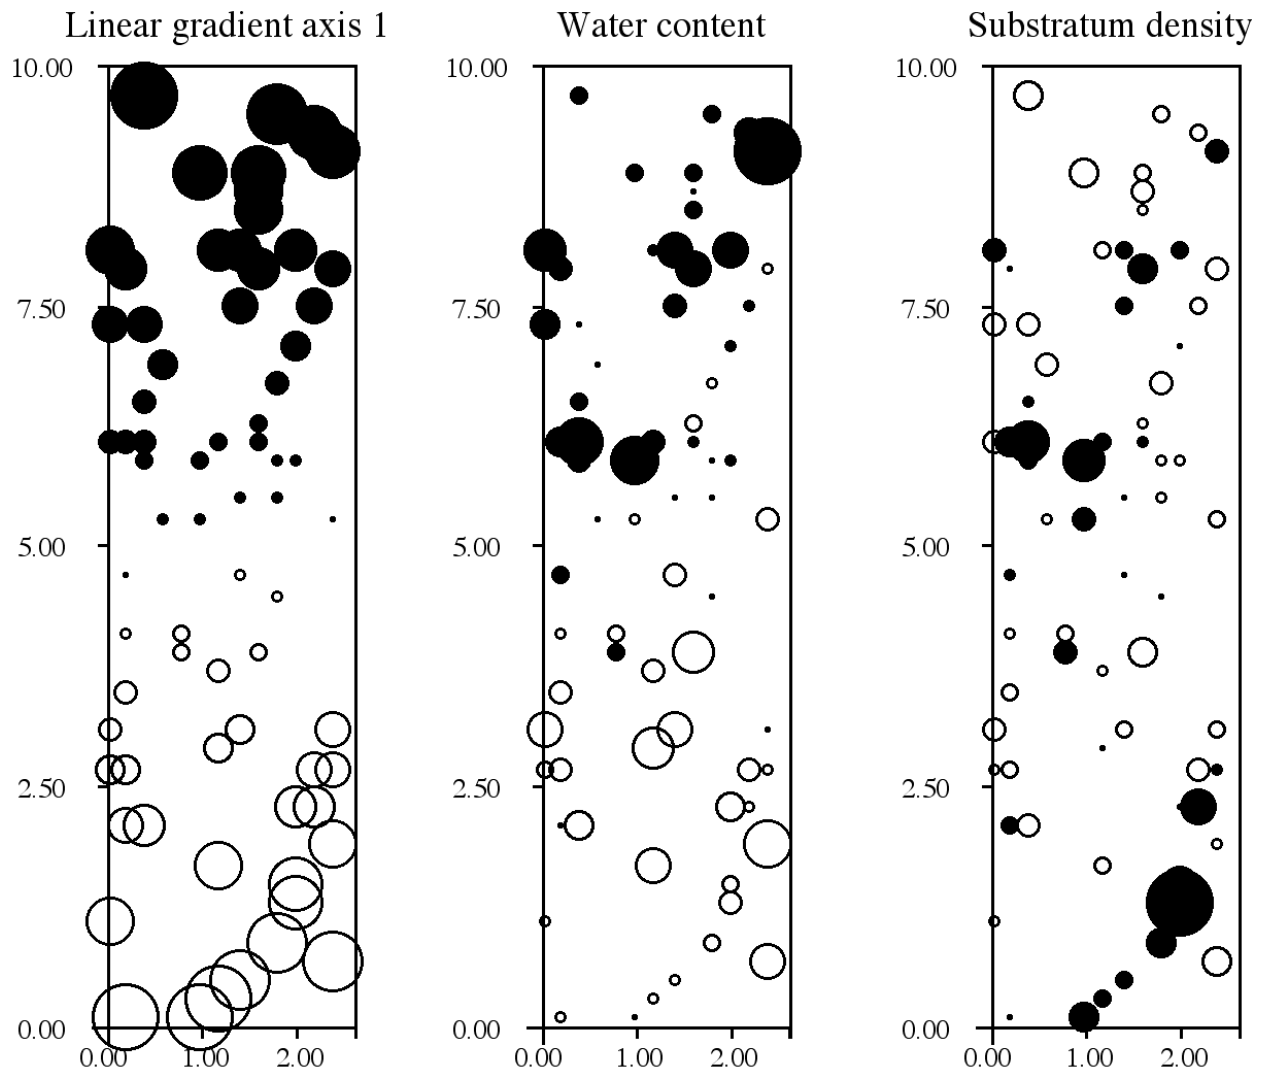 Linear gradient axis 1 Water content Substratum density
10.00 10.00 10.00
7.50 7.50 7.50
5.00 5.00 5.00
2.50 2.50 2.50
0.00 0.00 0.00
0.00 1.00 2.00 0.00 1.00 2.00 0.00 1.00 2.00